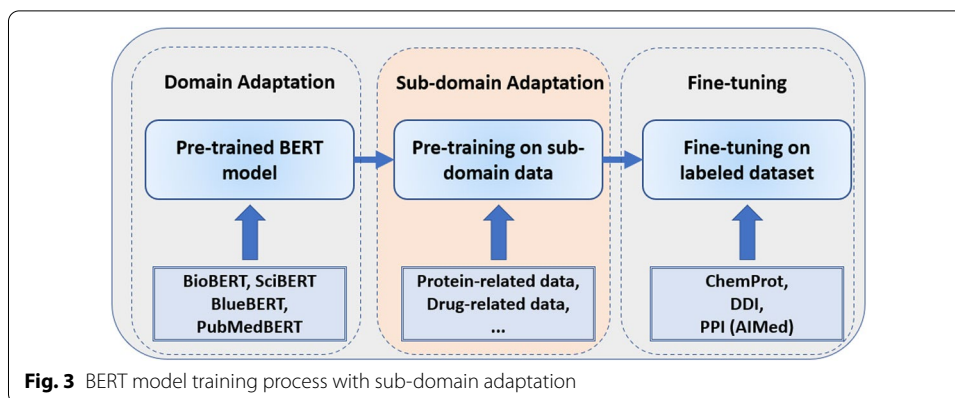 Domain Adaptation
Pre-trained BERT
model
BioBERT, SciBERT
BlueBERT,
PubMedBERT
Sub-domain Adaptation
Pre-training on sub-
domain data
Protein-related data,
Drug-related data,
...
Fine-tuning
Fine-tuning on
labeled dataset
ChemProt,
DDI,
PPI (AIMed)
Fig. 3 BERT model training process with sub-domain adaptation